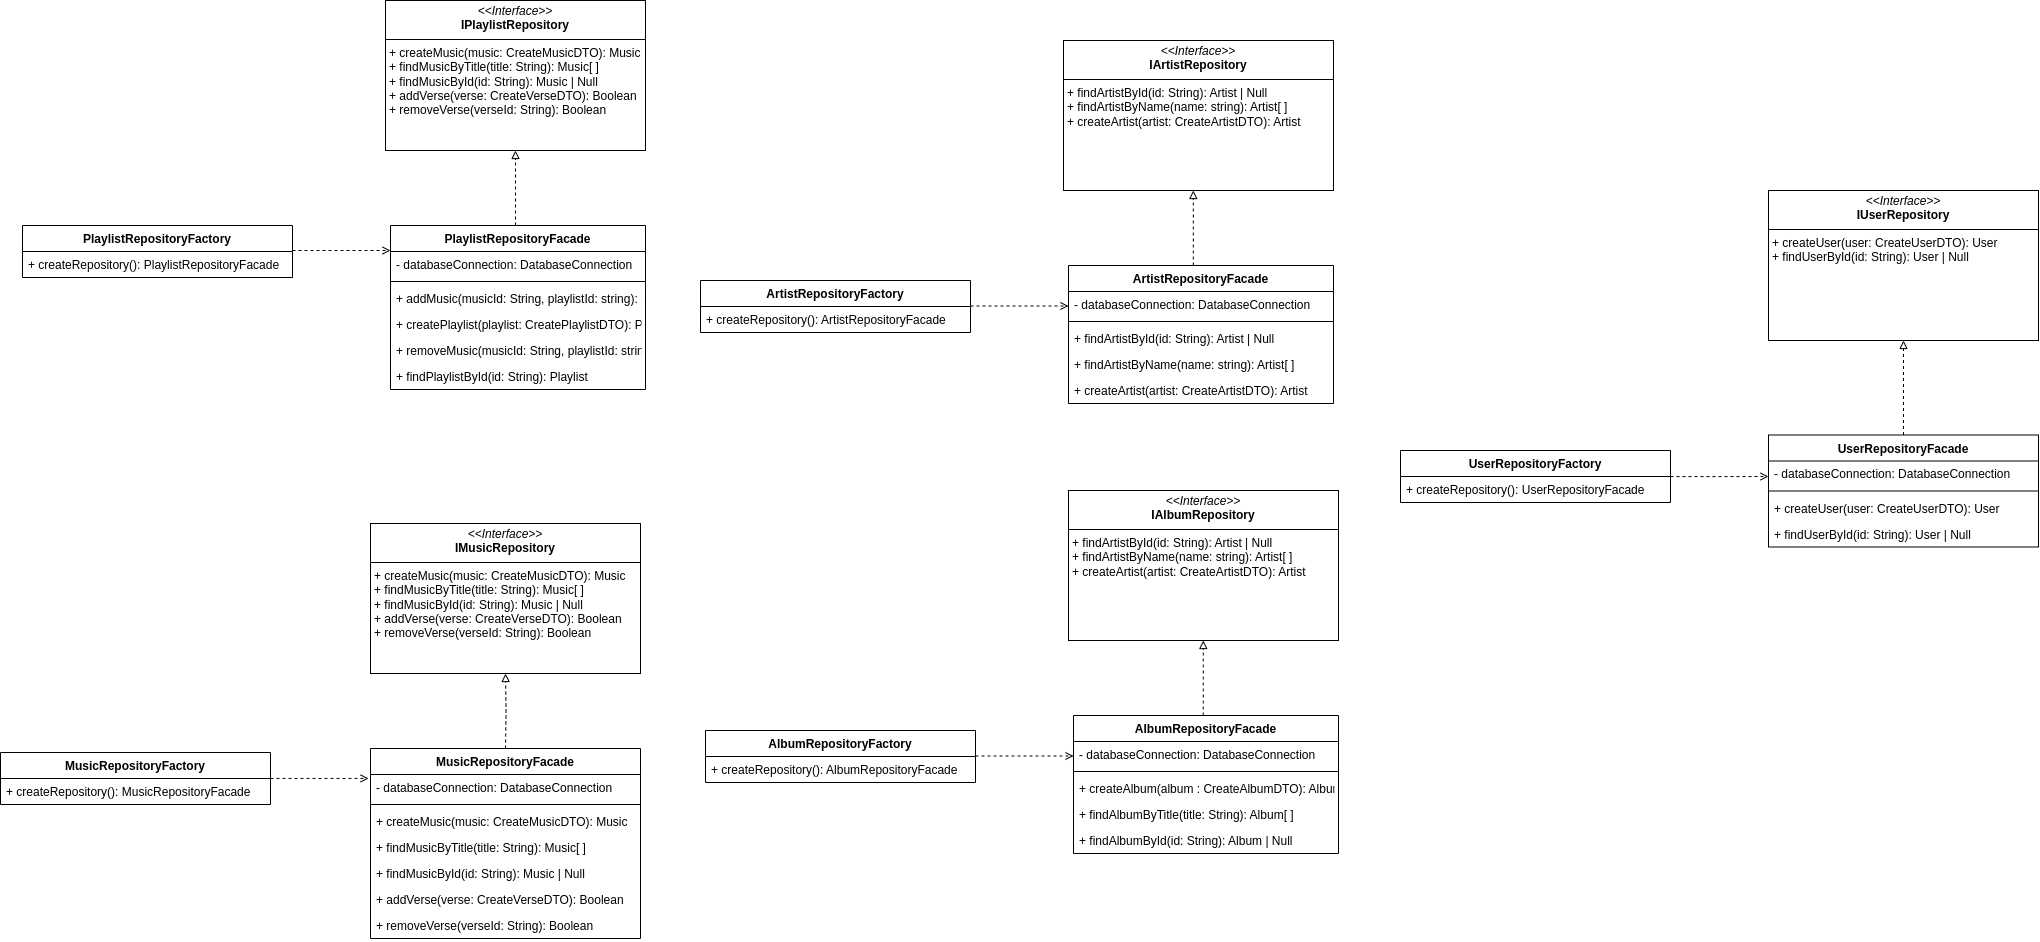 <<Interface>>
IPlaylistRepository
+ createMusic(music: CreateMusicDTO): Music
+ findMusicByTitle(title: String): Music[ ]
+ findMusicById(id: String): Music | Null
+ addVerse(verse: CreateVerseDTO): Boolean
+ removeVerse(verseId: String): Boolean
PlaylistRepositoryFactory
+ createRepository(): PlaylistRepositoryFacade
PlaylistRepositoryFacade
- databaseConnection: DatabaseConnection
+ addMusic(musicId: String, playlistId: string):
+ createPlaylist(playlist: CreatePlaylistDTO): P
+ removeMusic(musicId: String, playlistId: strin
+ findPlaylistById(id: String): Playlist
<<Interface>>
IArtistRepository
+ findArtistById(id: String): Artist | Null
+ findArtistByName(name: string): Artist[ ]
+ createArtist(artist: CreateArtistDTO): Artist
ArtistRepositoryFactory
+ createRepository(): ArtistRepositoryFacade
ArtistRepositoryFacade
- databaseConnection: DatabaseConnection
+ findArtistById(id: String): Artist | Null
+ findArtistByName(name: string): Artist[ ]
+ createArtist(artist: CreateArtistDTO): Artist
<<Interface>>
IUserRepository
+ createUser(user: CreateUserDTO): User
+ findUserById(id: String): User | Null
UserRepositoryFactory
+ createRepository(): UserRepositoryFacade
UserRepositoryFacade
- databaseConnection: DatabaseConnection
+ createUser(user: CreateUserDTO): User
+ findUserById(id: String): User | Null
<<Interface>>
IMusicRepository
+ createMusic(music: CreateMusicDTO): Music
+ findMusicByTitle(title: String): Music[ ]
+ findMusicById(id: String): Music | Null
+ addVerse(verse: CreateVerseDTO): Boolean
+ removeVerse(verseId: String): Boolean
MusicRepositoryFactory
+ createRepository(): MusicRepositoryFacade
MusicRepositoryFacade
- databaseConnection: DatabaseConnection
+ createMusic(music: CreateMusicDTO): Music
+ findMusicByTitle(title: String): Music[ ]
+ findMusicById(id: String): Music | Null
+ addVerse(verse: CreateVerseDTO): Boolean
+ removeVerse(verseId: String): Boolean
<<Interface>>
IAlbumRepository
+ findArtistById(id: String): Artist | Null
+ findArtistByName(name: string): Artist[ ]
+ createArtist(artist: CreateArtistDTO): Artist
AlbumRepositoryFactory
+ createRepository(): AlbumRepositoryFacade
AlbumRepositoryFacade
- databaseConnection: DatabaseConnection
+ createAlbum(album : CreateAlbumDTO): Albu
+ findAlbumByTitle(title: String): Album[ ]
+ findAlbumById(id: String): Album | Null